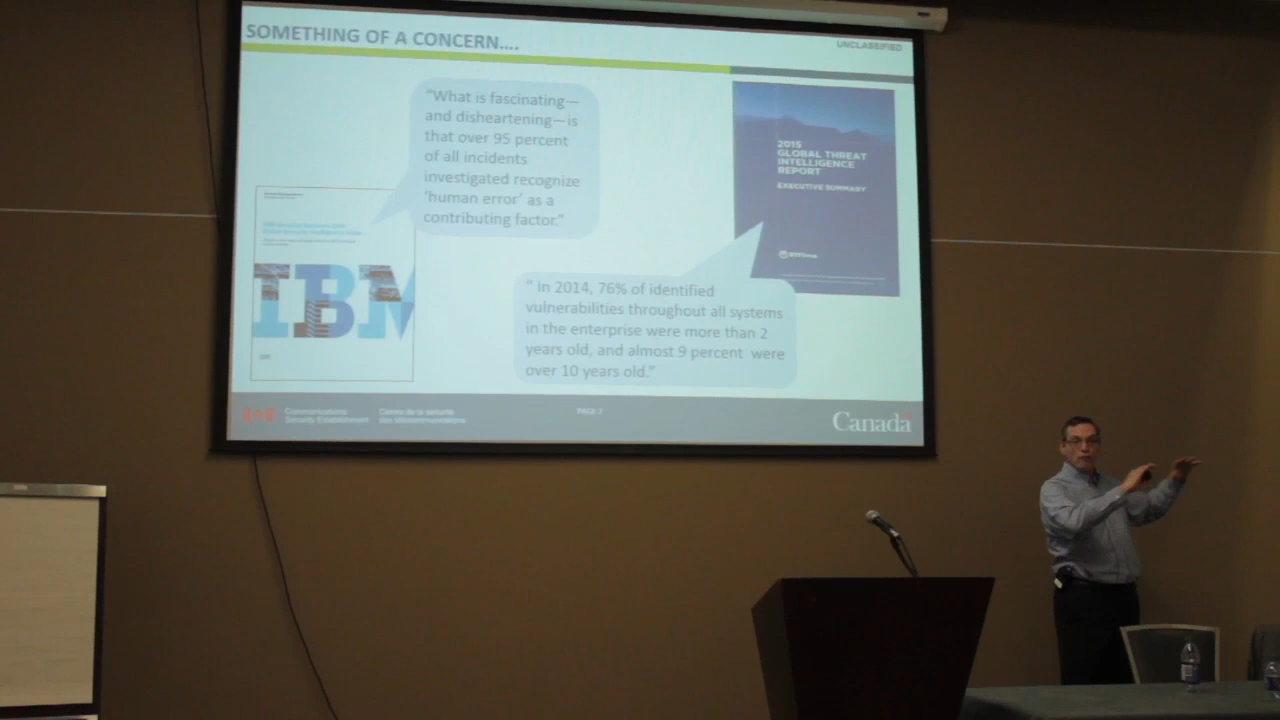 SOMETHING OF A CONCERN....
UNCLASSIFIED
"What is fascinating—
and disheartening—is
that over 95 percent
of all incidents
investigated recognize
'human error' as a
contributing factor."
2015
GLOBAL THREAT
INTELLIGENCE
REPORT
EXECUTIVE SUMMARY
IBM
" In 2014, 76% of identified
vulnerabilities throughout all systems
in the enterprise were more than 2
years old, and almost 9 percent were
over 10 years old."
Communications
Security Establishment
Centre de la sécurité
des télécommunications
PAGE 7
Canada